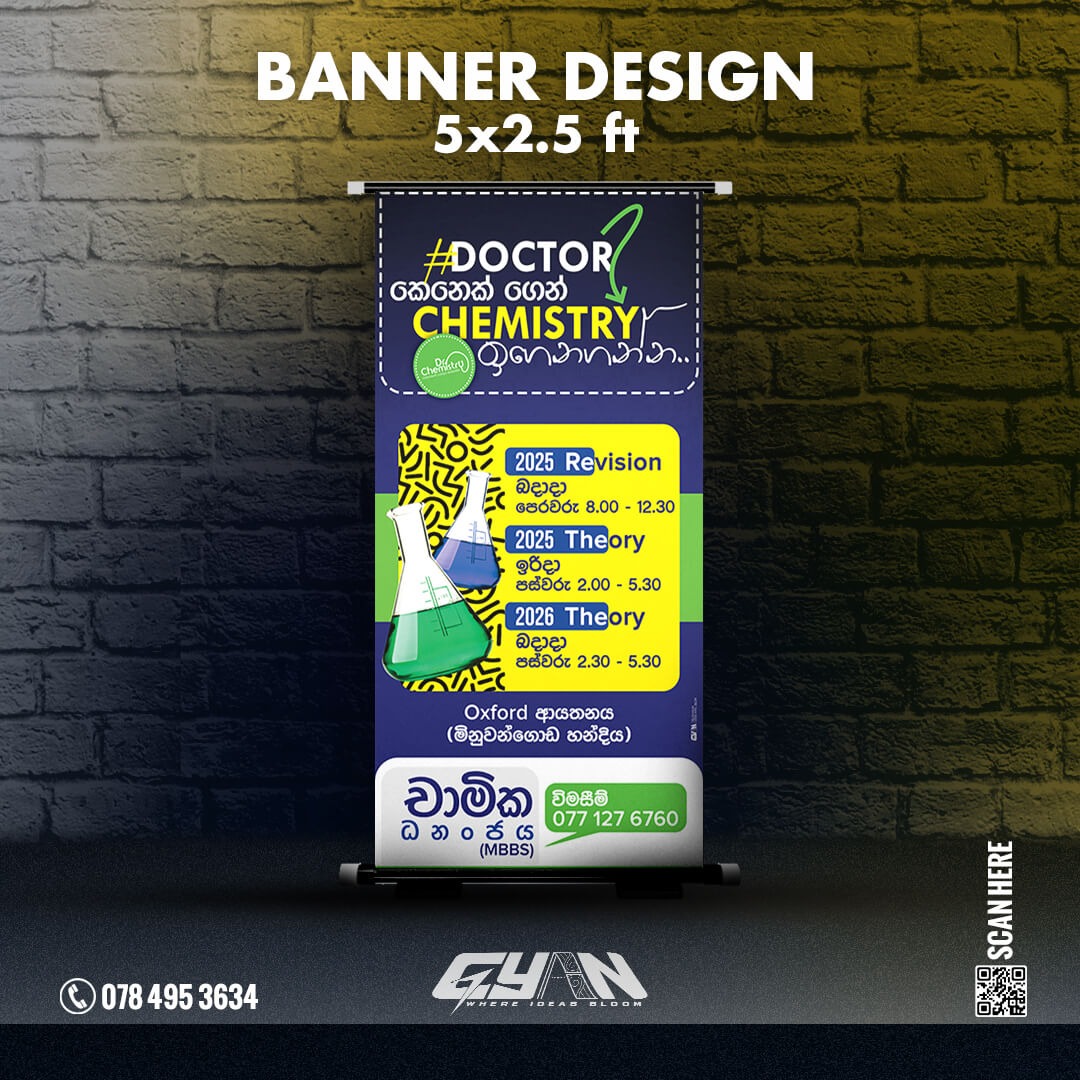 BANNER DESIGN
5x2.5 ft
#DOCTOR
කෙනෙක් ගෙන්
CHEMISTRY
ඉගෙනගන්න..
Dr.
Chemistry
2025 Revision
බදාදා
පෙරවරු 8.00 - 12.30
2025 Theory
ඉරිදා
පස්වරු 2.00 - 5.30
2026 Theory
බදාදා
පස්වරු 2.30 - 5.30
Oxford ආයතනය
(මිනුවන්ගොඩ හන්දිය)
චාමික
ධනංජය
(MBBS)
විමසීම්
077 127 6760
SCAN HERE
078 495 3634
GYAN
WHERE IDEAS BLOOM